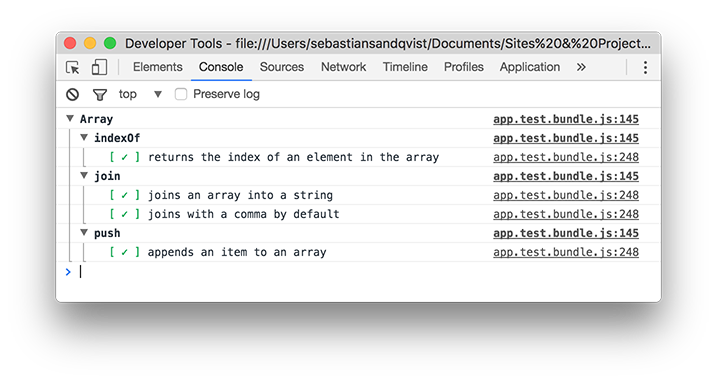 Developer Tools - file:///Users/sebastiansandqvist/Documents/Sites%20&%20Project...
Elements Console Sources Network Timeline Profiles Application »
top Preserve log
Array app.test.bundle.js:145
indexOf app.test.bundle.js:145
[ ✓ ] returns the index of an element in the array app.test.bundle.js:248
join app.test.bundle.js:145
[ ✓ ] joins an array into a string app.test.bundle.js:248
[ ✓ ] joins with a comma by default app.test.bundle.js:248
push app.test.bundle.js:145
[ ✓ ] appends an item to an array app.test.bundle.js:248
>